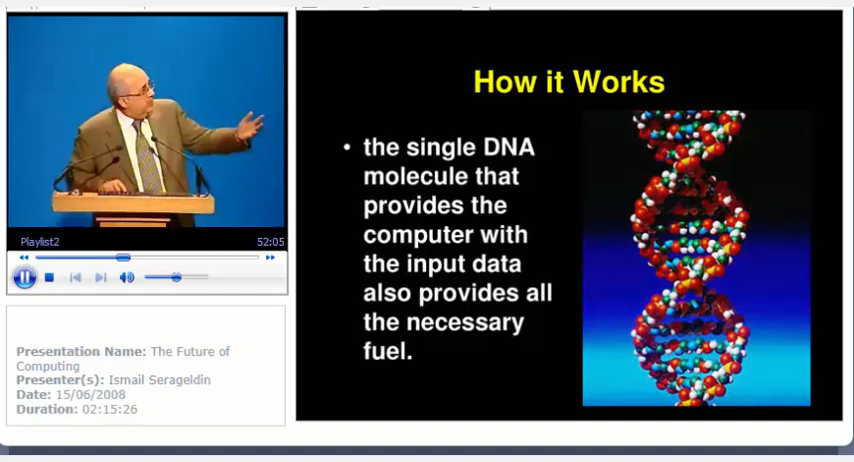 Playlist2 52:05
Presentation Name: The Future of
Computing
Presenter(s): Ismail Serageldin
Date: 15/06/2008
Duration: 02:15:26
How it Works
• the single DNA
molecule that
provides the
computer with
the input data
also provides all
the necessary
fuel.